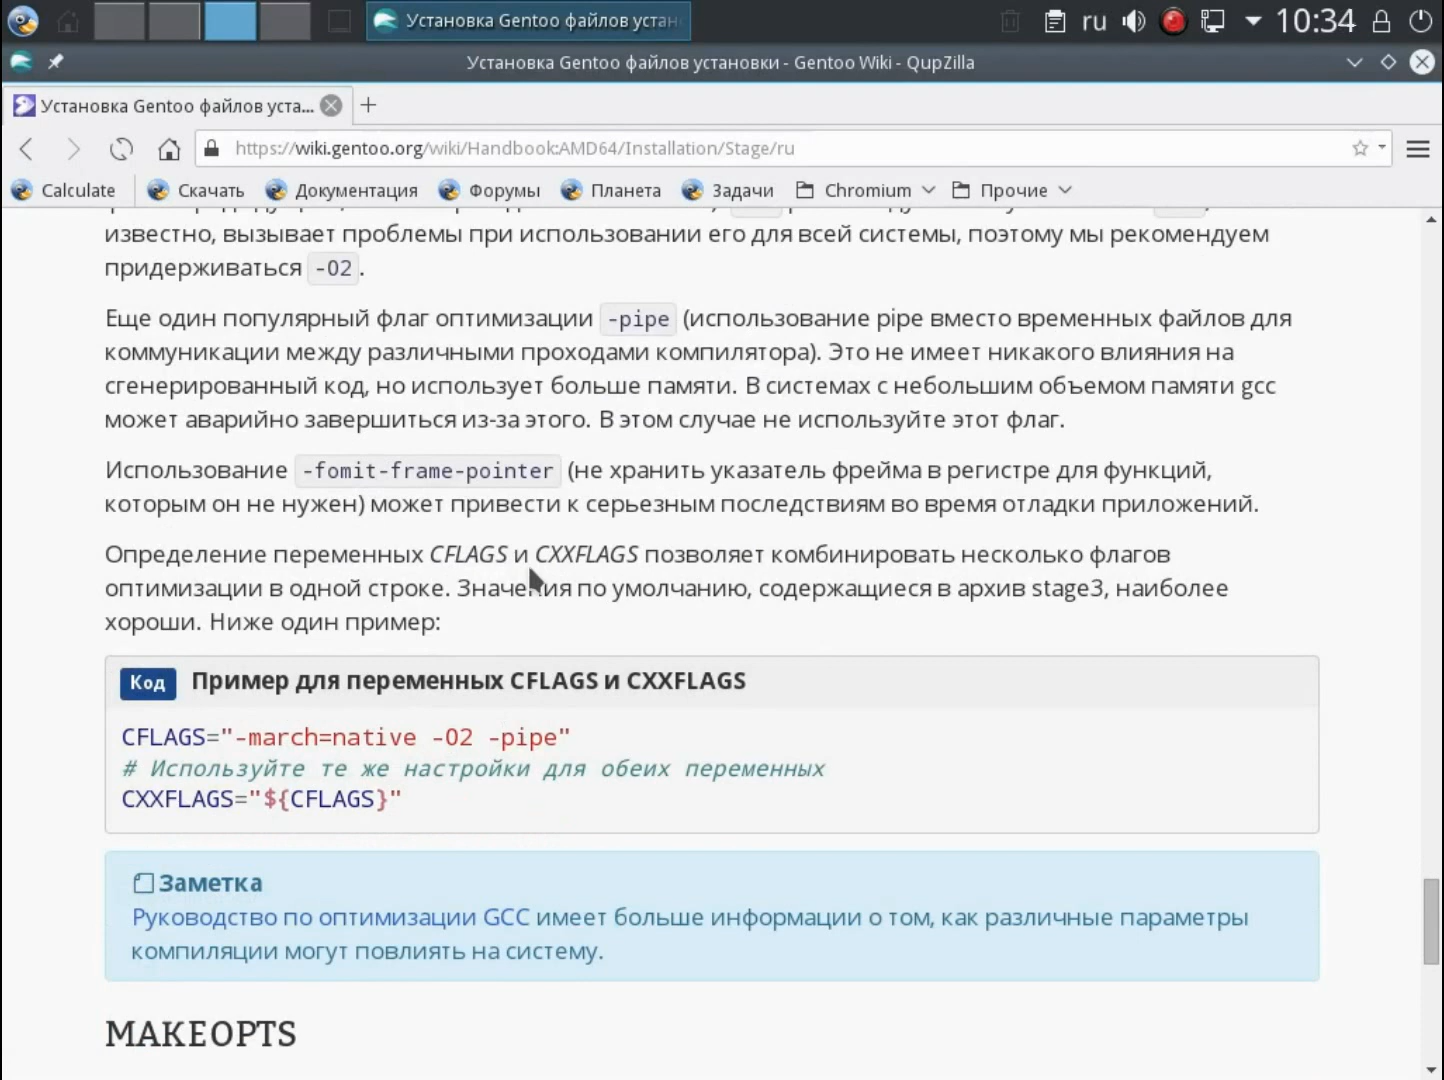 Установка Gentoo файлов устан
ru
10:34
Установка Gentoo файлов установки - Gentoo Wiki - QupZilla
Установка Gentoo файлов уста...
https://wiki.gentoo.org/wiki/Handbook:AMD64/Installation/Stage/ru
Calculate Скачать Документация Форумы Планета Задачи Chromium Прочие
известно, вызывает проблемы при использовании его для всей системы, поэтому мы рекомендуем
придерживаться -O2.
Еще один популярный флаг оптимизации -pipe (использование pipe вместо временных файлов для
коммуникации между различными проходами компилятора). Это не имеет никакого влияния на
сгенерированный код, но использует больше памяти. В системах с небольшим объемом памяти gcc
может аварийно завершиться из-за этого. В этом случае не используйте этот флаг.
Использование -fomit-frame-pointer (не хранить указатель фрейма в регистре для функций,
которым он не нужен) может привести к серьезным последствиям во время отладки приложений.
Определение переменных CFLAGS и CXXFLAGS позволяет комбинировать несколько флагов
оптимизации в одной строке. Значения по умолчанию, содержащиеся в архив stage3, наиболее
хороши. Ниже один пример:
Код Пример для переменных CFLAGS и CXXFLAGS
CFLAGS="-march=native -O2 -pipe"
# Используйте те же настройки для обеих переменных
CXXFLAGS="${CFLAGS}"
Заметка
Руководство по оптимизации GCC имеет больше информации о том, как различные параметры
компиляции могут повлиять на систему.
MAKEOPTS